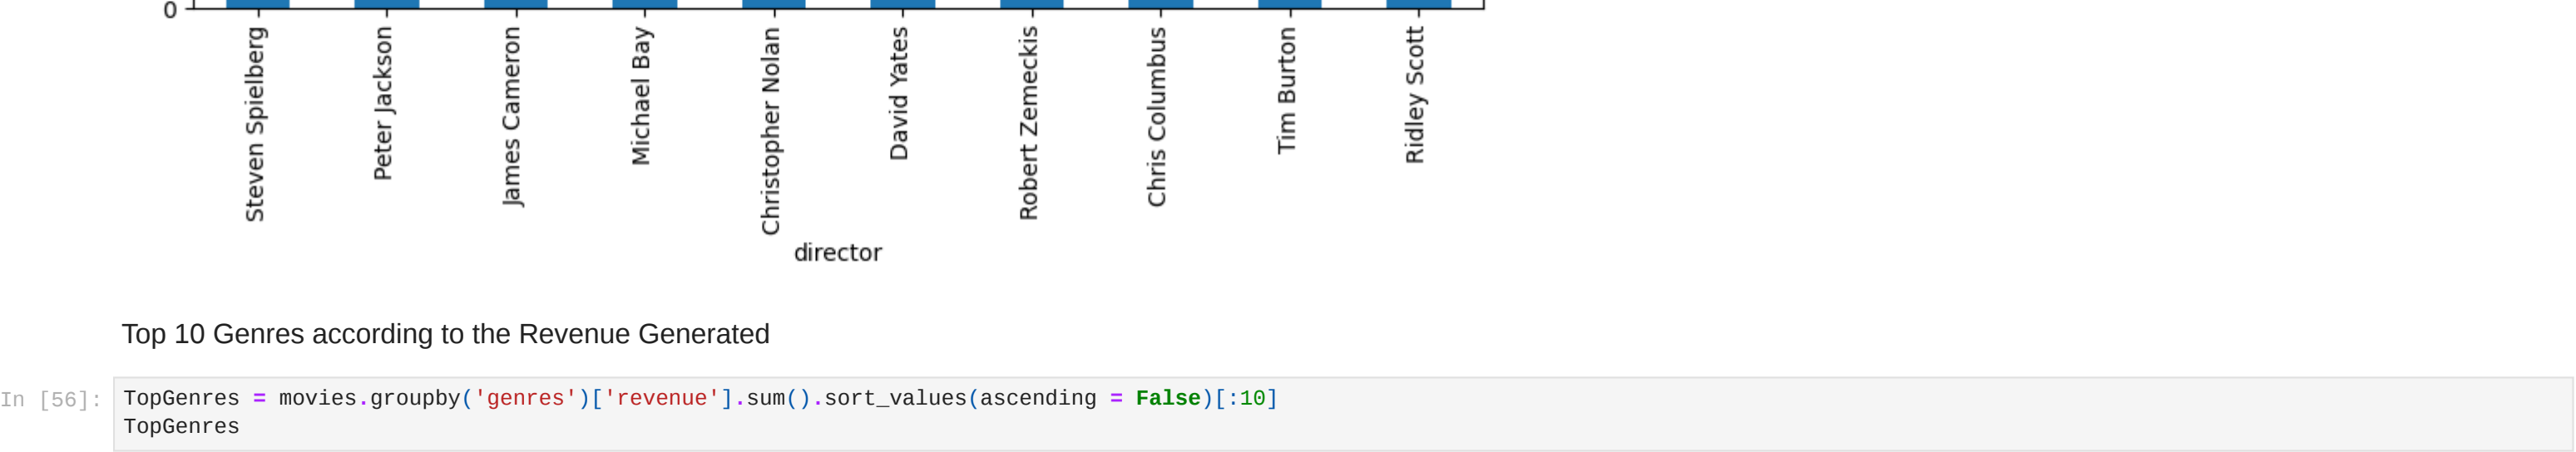 0
Steven Spielberg
Peter Jackson
James Cameron
Michael Bay
Christopher Nolan
David Yates
Robert Zemeckis
Chris Columbus
Tim Burton
Ridley Scott
director
Top 10 Genres according to the Revenue Generated
In [56]: TopGenres = movies.groupby('genres')['revenue'].sum().sort_values(ascending = False)[:10]
TopGenres